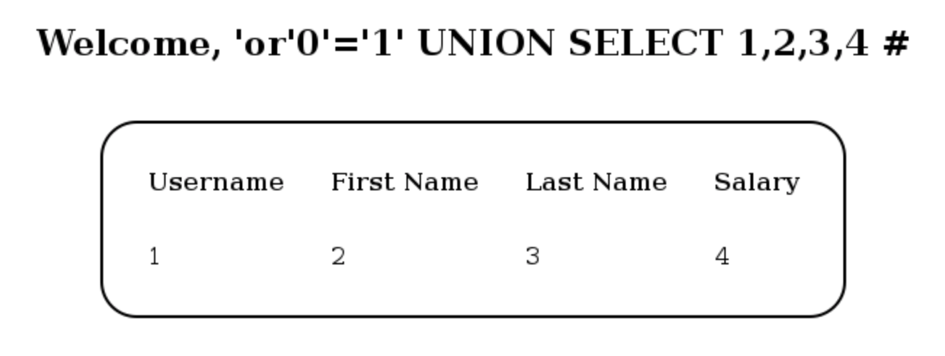 Welcome, 'or'0'='1' UNION SELECT 1,2,3,4 #
Username First Name Last Name Salary
1 2 3 4